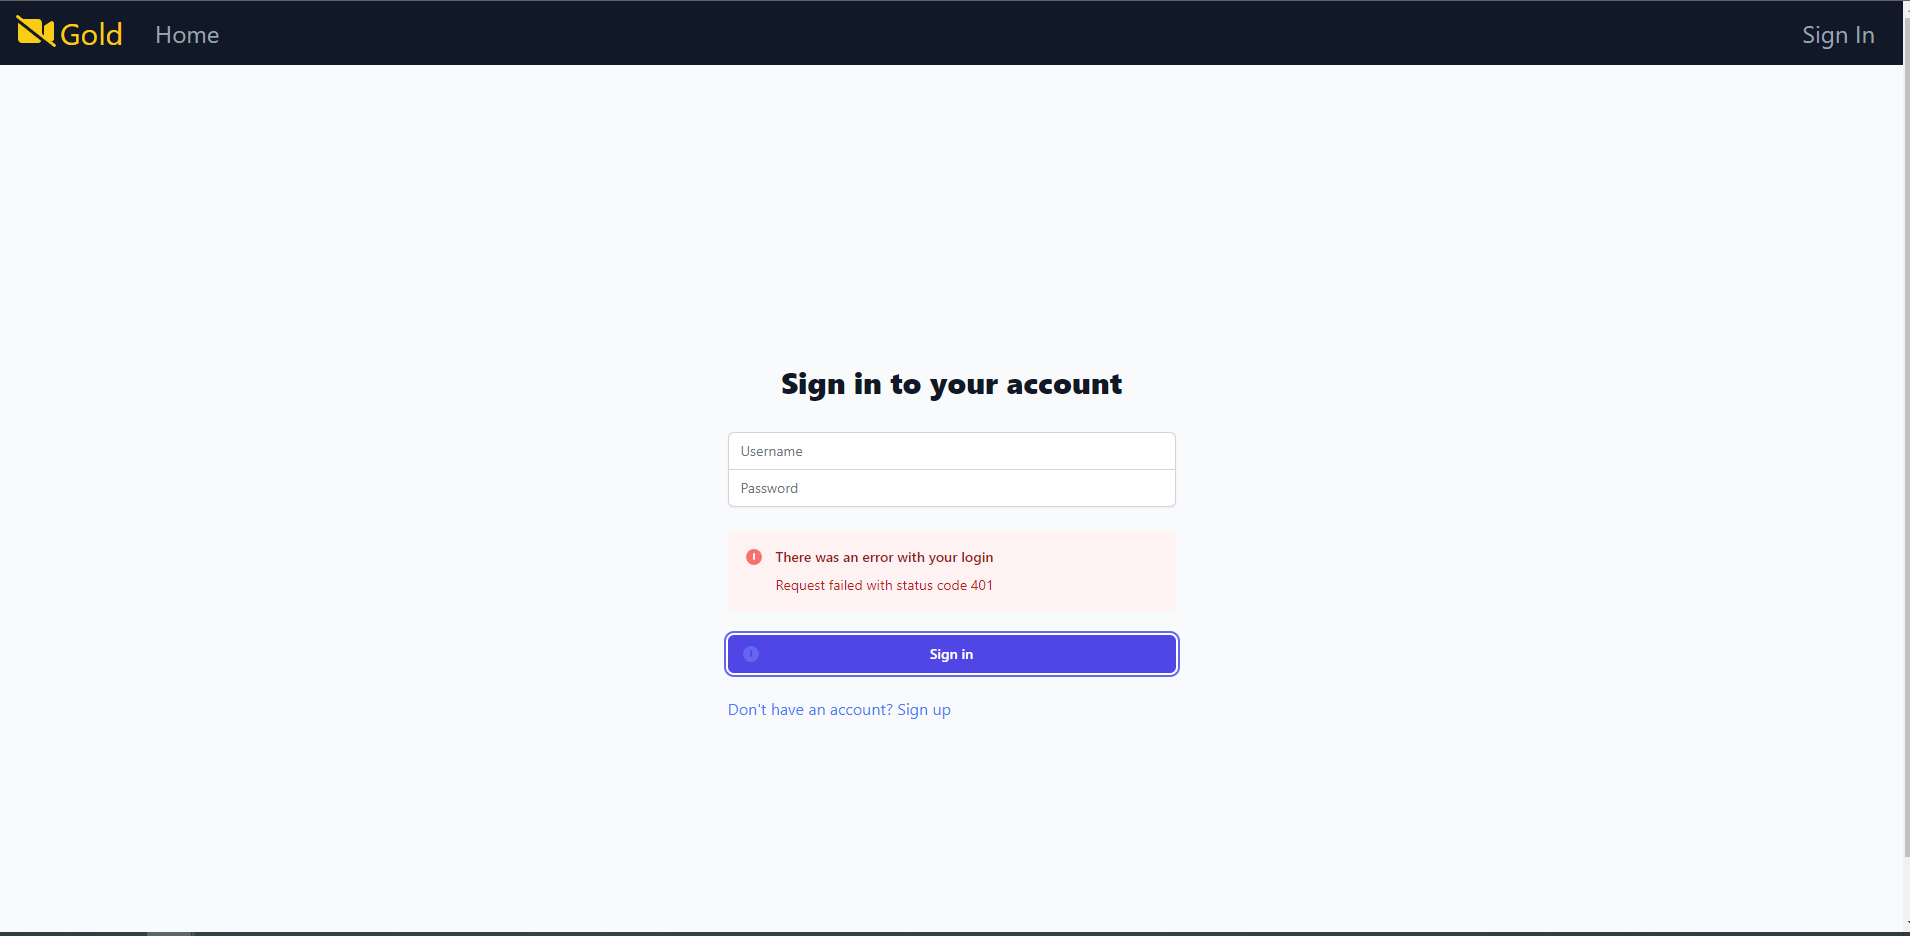 Gold
Home
Sign In
Sign in to your account
Username
Password
There was an error with your login
Request failed with status code 401
Sign in
Don't have an account? Sign up